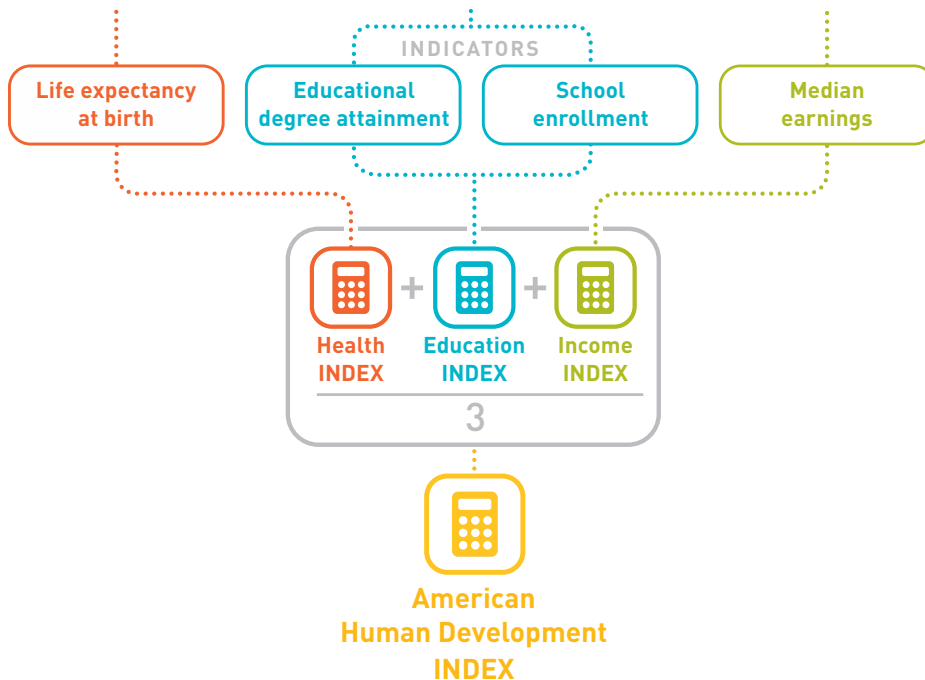 INDICATORS
Life expectancy
at birth
Educational
degree attainment
School
enrollment
Median
earnings
+
+
Health
INDEX
Education
INDEX
Income
INDEX
3
American
Human Development
INDEX